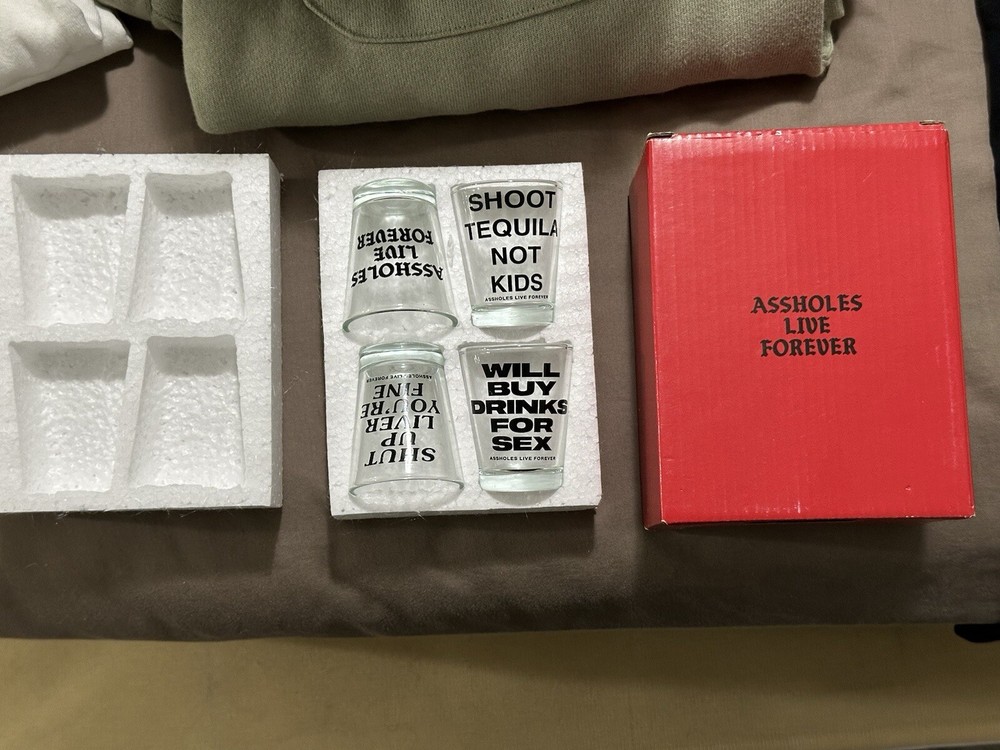 ASSHOLES
LIVE
FOREVER
SHOOT
TEQUILA
NOT
KIDS
ASSHOLES LIVE FOREVER
SHUT
UP
LIVER
YOU'RE
FINE
ASSHOLES LIVE FOREVER
WILL
BUY
DRINKS
FOR
SEX
ASSHOLES LIVE FOREVER
ASSHOLES
LIVE
FOREVER